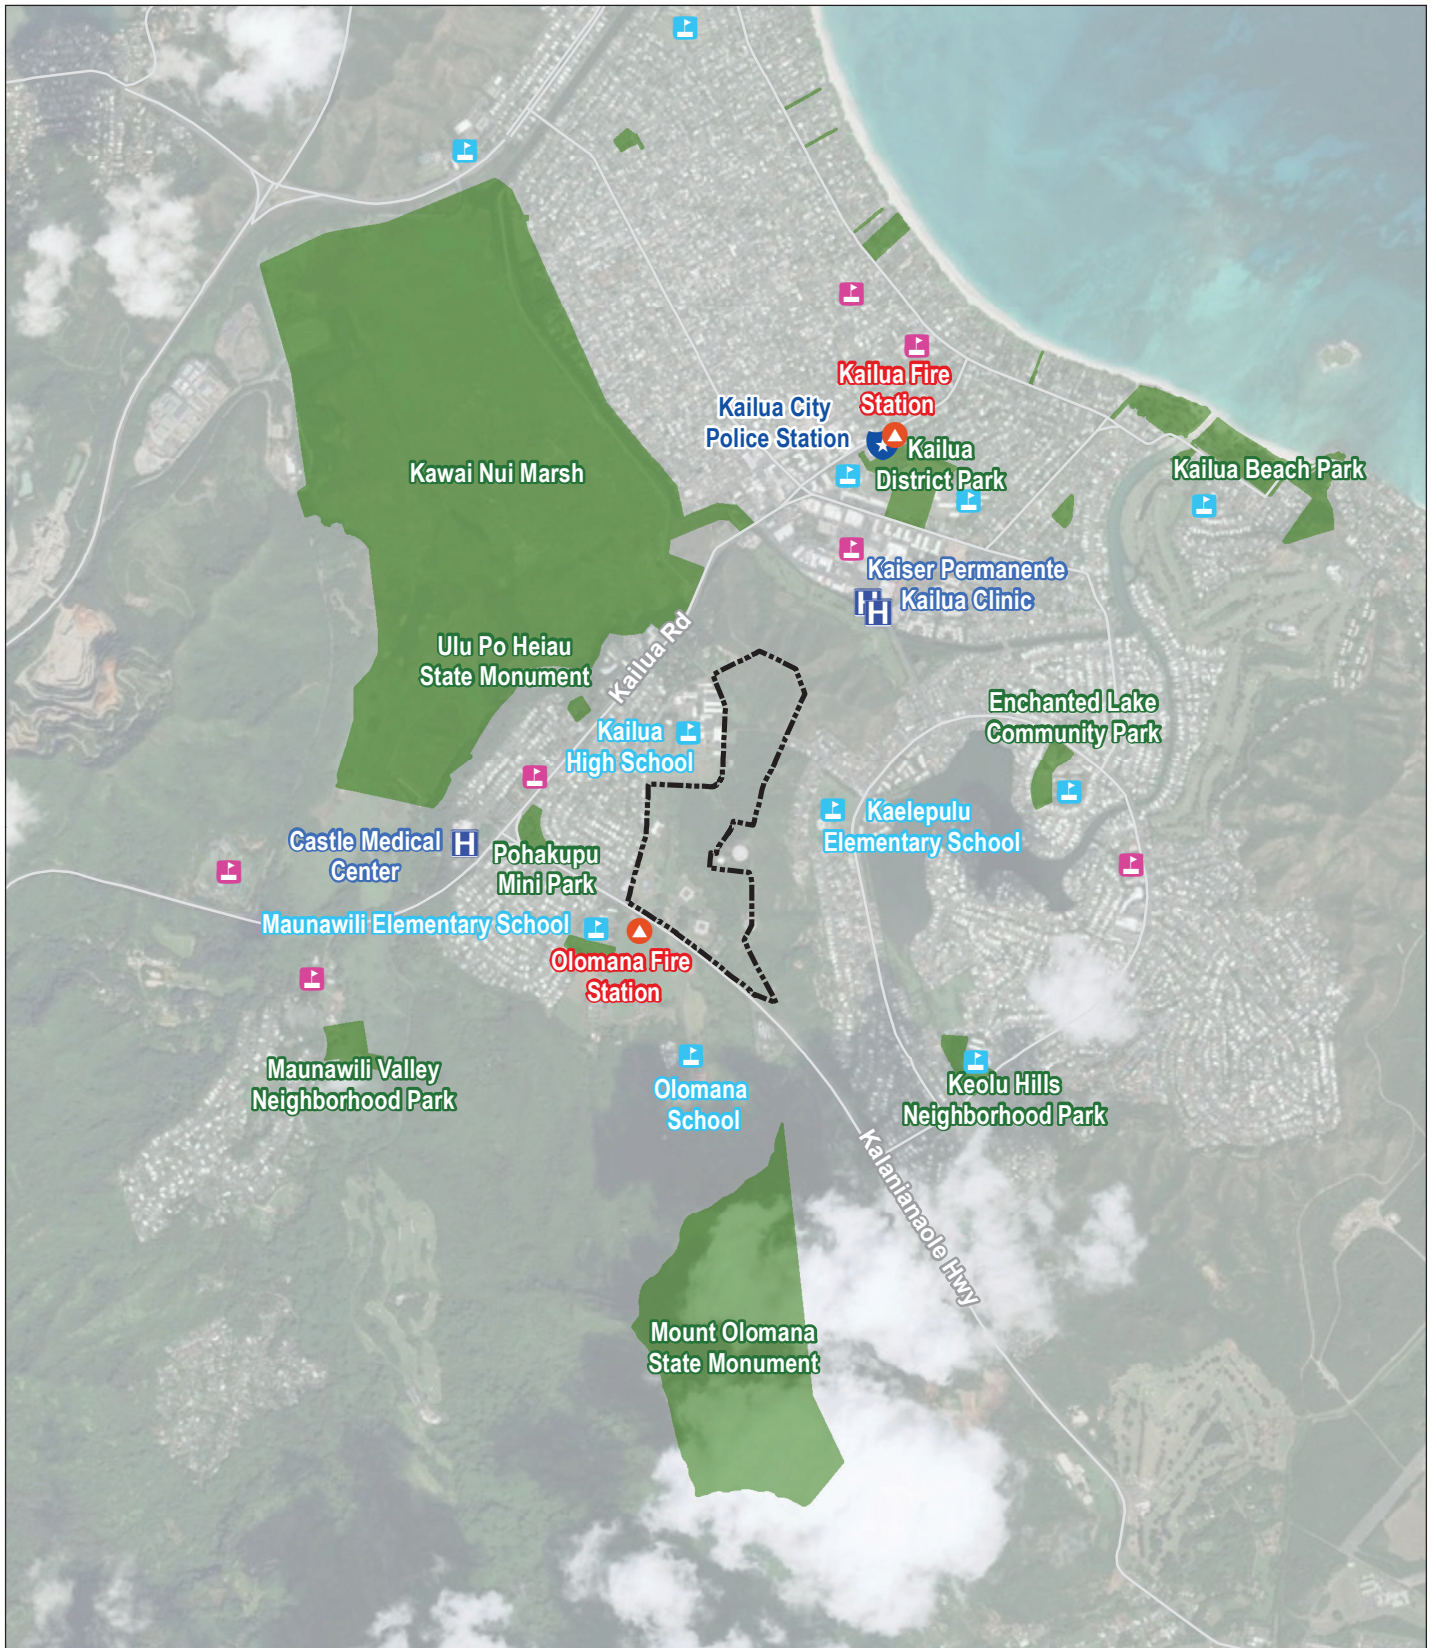 Kailua Fire
Station
Kailua City
Police Station
Kailua
District Park
Kailua Beach Park
Kawai Nui Marsh
Kaiser Permanente
Kailua Clinic
H
H
Ulu Po Heiau
State Monument
Kailua Rd
Enchanted Lake
Community Park
Kailua
High School
Kaelepulu
Elementary School
Castle Medical
Center
H
Pohakupu
Mini Park
Maunawili Elementary School
Olomana Fire
Station
Maunawili Valley
Neighborhood Park
Olomana
School
Keolu Hills
Neighborhood Park
Kalanianaole Hwy
Mount Olomana
State Monument